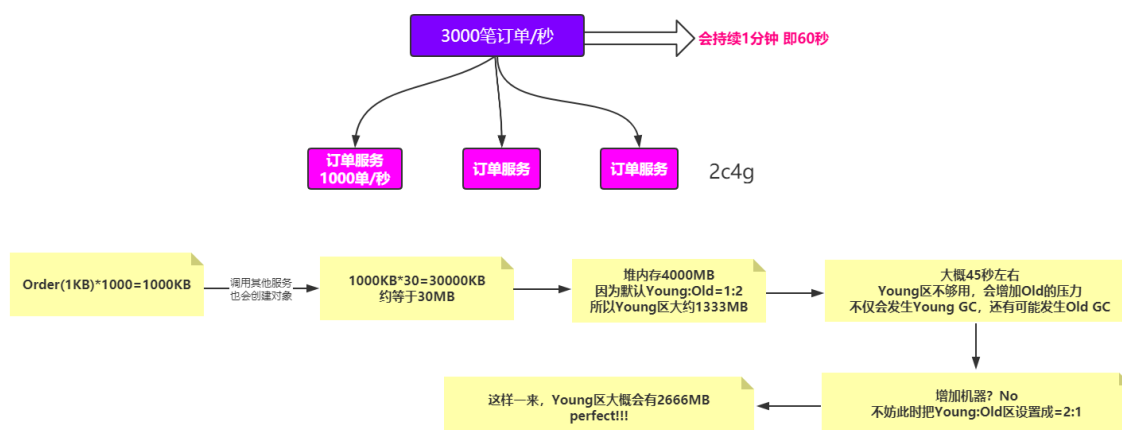 3000笔订单/秒
会持续1分钟 即60秒
订单服务
1000单/秒
订单服务
订单服务
2c4g
Order(1KB)*1000=1000KB
调用其他服务
也会创建对象
1000KB*30=30000KB
约等于30MB
堆内存4000MB
因为默认Young:Old=1:2
所以Young区大约1333MB
大概45秒左右
Young区不够用，会增加Old的压力
不仅会发生Young GC，还有可能发生Old GC
增加机器？No
不妨此时把Young:Old区设置成=2:1
这样一来，Young区大概会有2666MB
perfect!!!